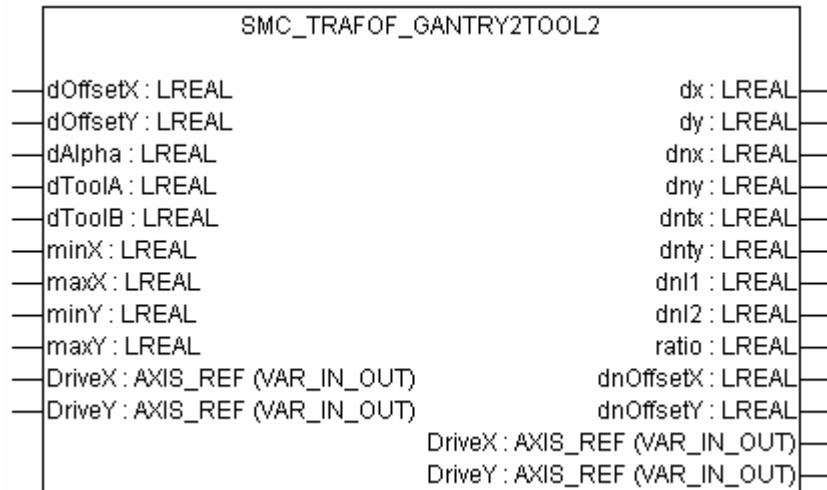 SMC_TRAFOF_GANTRY2TOOL2
dOffsetX : LREAL dx : LREAL
dOffsetY : LREAL dy : LREAL
dAlpha : LREAL dnx : LREAL
dToolA : LREAL dny : LREAL
dToolB : LREAL dntx : LREAL
minX : LREAL dnty : LREAL
maxX : LREAL dnl1 : LREAL
minY : LREAL dnl2 : LREAL
maxY : LREAL ratio : LREAL
DriveX : AXIS_REF (VAR_IN_OUT) dnOffsetX : LREAL
DriveY : AXIS_REF (VAR_IN_OUT) dnOffsetY : LREAL
DriveX : AXIS_REF (VAR_IN_OUT)
DriveY : AXIS_REF (VAR_IN_OUT)